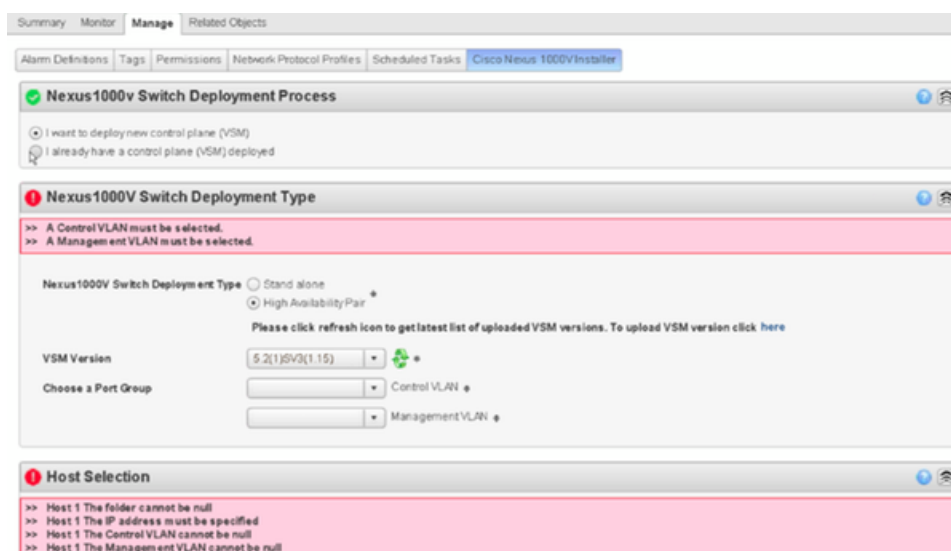 Summary Monitor Manage Related Objects
Alarm Definitions Tags Permissions Network Protocol Profiles Scheduled Tasks Cisco Nexus 1000V Installer
Nexus1000v Switch Deployment Process
I want to deploy new control plane (VSM)
I already have a control plane (VSM) deployed
Nexus1000V Switch Deployment Type
>> A Control VLAN must be selected.
>> A Management VLAN must be selected.
Nexus1000V Switch Deployment Type Stand alone
High Availability Pair
Please click refresh icon to get latest list of uploaded VSM versions. To upload VSM version click here
VSM Version 5.2(1)SV3(1.15)
Choose a Port Group Control VLAN
Management VLAN
Host Selection
>> Host 1 The folder cannot be null
>> Host 1 The IP address must be specified
>> Host 1 The Control VLAN cannot be null
>> Host 1 The Management VLAN cannot be null